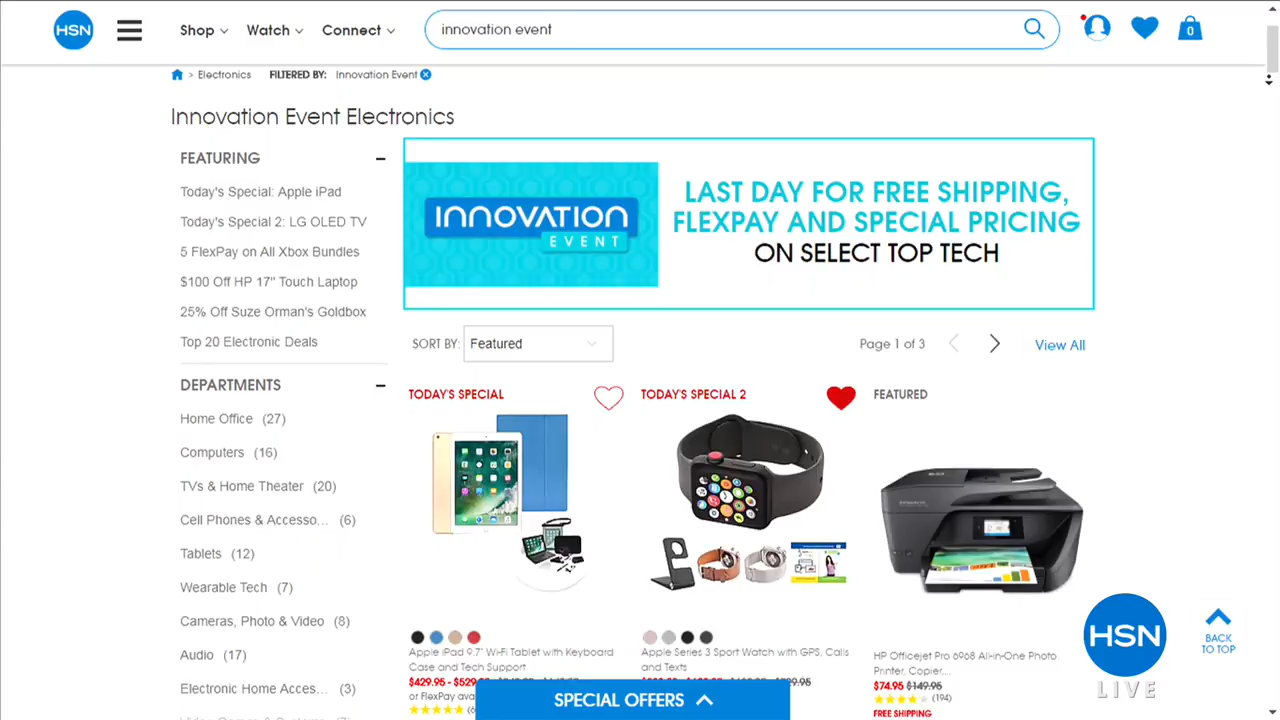 HSN
Shop
Watch
Connect
innovation event
0
> Electronics FILTERED BY: Innovation Event
Innovation Event Electronics
FEATURING
Today's Special: Apple iPad
Today's Special 2: LG OLED TV
5 FlexPay on All Xbox Bundles
$100 Off HP 17" Touch Laptop
25% Off Suze Orman's Goldbox
Top 20 Electronic Deals
DEPARTMENTS
Home Office (27)
Computers (16)
TVs & Home Theater (20)
Cell Phones & Accesso... (6)
Tablets (12)
Wearable Tech (7)
Cameras, Photo & Video (8)
Audio (17)
Electronic Home Acces... (3)
INNOVATION
EVENT
LAST DAY FOR FREE SHIPPING,
FLEXPAY AND SPECIAL PRICING
ON SELECT TOP TECH
SORT BY: Featured
Page 1 of 3
View All
TODAY'S SPECIAL
Apple iPad 9.7" Wi-Fi Tablet with Keyboard
Case and Tech Support
$429.95 -
or FlexPay
TODAY'S SPECIAL 2
Apple Series 3 Sport Watch with GPS, Calls
and Texts
FEATURED
HP Officejet Pro 6968 All-in-One Photo
Printer, Copier,...
$74.95 $149.95
(194)
FREE SHIPPING
SPECIAL OFFERS
HSN
LIVE
BACK
TO TOP